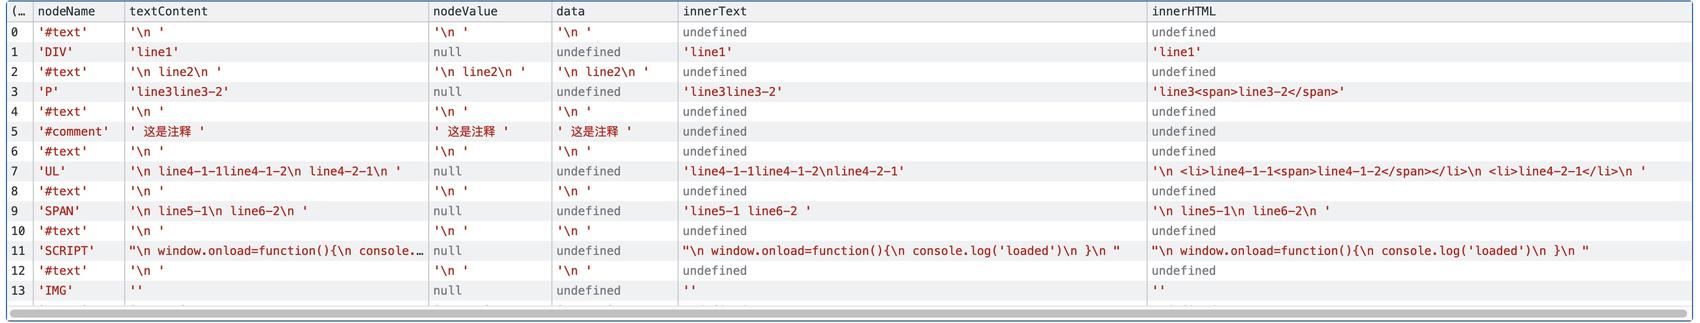 (… nodeName textContent nodeValue data innerText innerHTML
0 '#text' '\n ' '\n ' '\n ' undefined undefined
1 'DIV' 'line1' null undefined 'line1' 'line1'
2 '#text' '\n line2\n ' '\n line2\n ' '\n line2\n ' undefined undefined
3 'P' 'line3line3-2' null undefined 'line3line3-2' 'line3<span>line3-2</span>'
4 '#text' '\n ' '\n ' '\n ' undefined undefined
5 '#comment' ' 这是注释 ' ' 这是注释 ' ' 这是注释 ' undefined undefined
6 '#text' '\n ' '\n ' '\n ' undefined undefined
7 'UL' '\n line4-1-1line4-1-2\n line4-2-1\n ' null undefined 'line4-1-1line4-1-2\nline4-2-1' '\n <li>line4-1-1<span>line4-1-2</span></li>\n <li>line4-2-1</li>\n '
8 '#text' '\n ' '\n ' '\n ' undefined undefined
9 'SPAN' '\n line5-1\n line6-2\n ' null undefined 'line5-1 line6-2 ' '\n line5-1\n line6-2\n '
10 '#text' '\n ' '\n ' '\n ' undefined undefined
11 'SCRIPT' "\n window.onload=function(){\n console.… null undefined "\n window.onload=function(){\n console.log('loaded')\n }\n " "\n window.onload=function(){\n console.log('loaded')\n }\n "
12 '#text' '\n ' '\n ' '\n ' undefined undefined
13 'IMG' '' null undefined '' ''